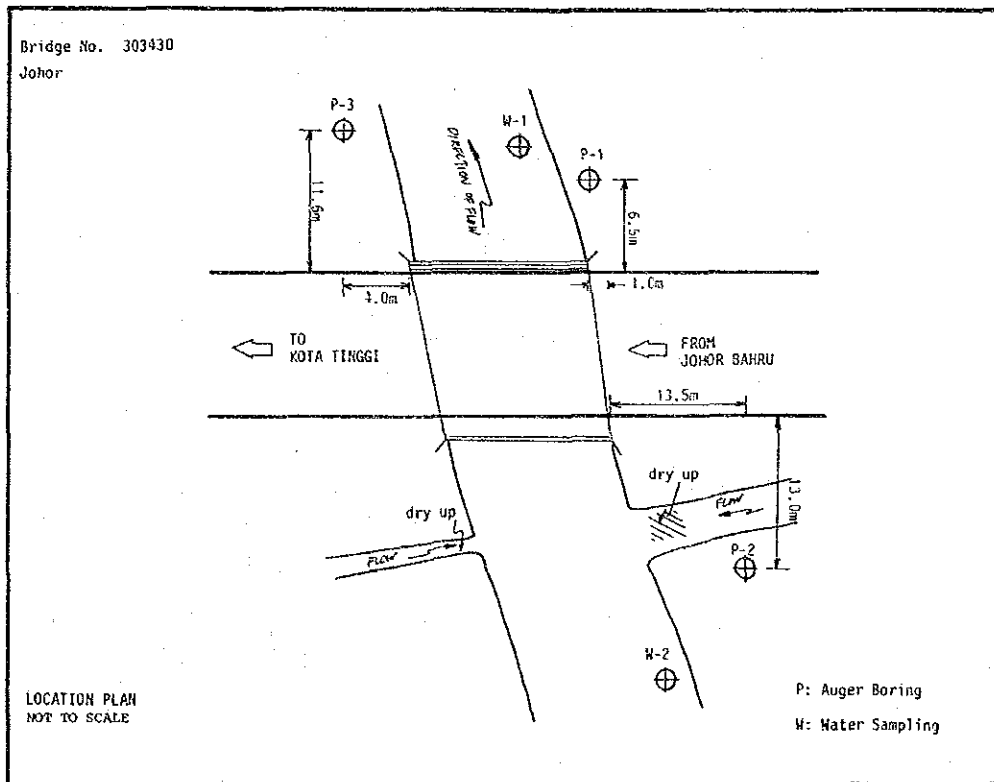 Bridge No. 303430
Johor
P-3
W-1
P-1
DIRECTION OF FLOW
11.5m
6.5m
4.0m
1.0m
TO
KOTA TINGGI
FROM
JOHOR BAHRU
13.5m
dry up
13.0m
FLOW
dry up
FLOW
P-2
W-2
LOCATION PLAN
NOT TO SCALE
P: Auger Boring
W: Water Sampling